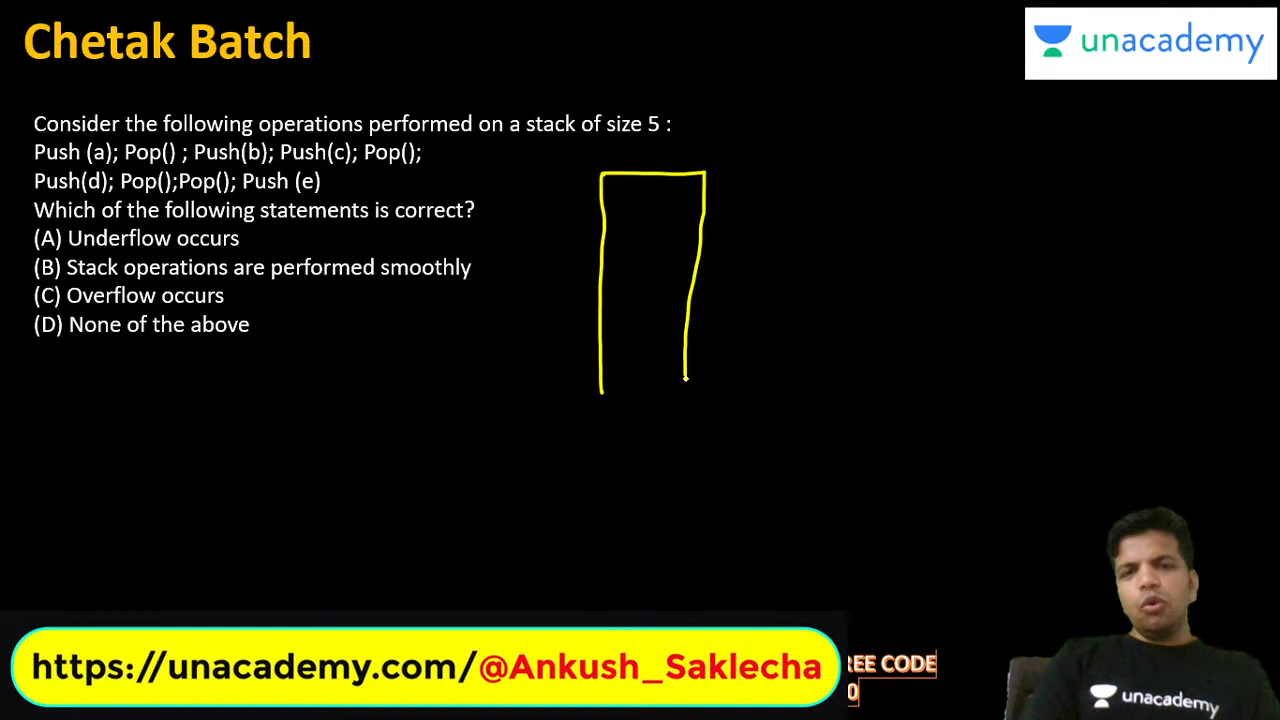 Chetak Batch
unacademy
Consider the following operations performed on a stack of size 5 :
Push (a); Pop() ; Push(b); Push(c); Pop();
Push(d); Pop();Pop(); Push (e)
Which of the following statements is correct?
(A) Underflow occurs
(B) Stack operations are performed smoothly
(C) Overflow occurs
(D) None of the above
https://unacademy.com/@Ankush_Saklecha
REE CODE
0
unacademy